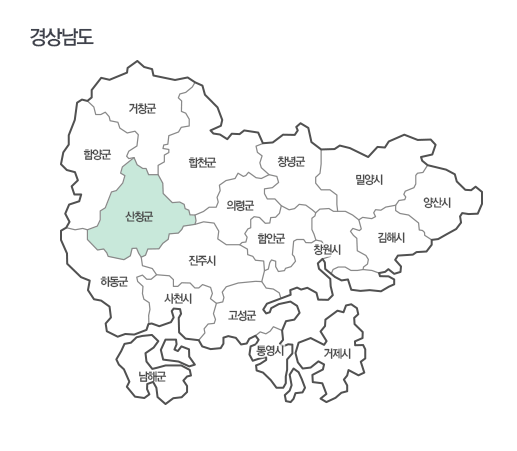 경상남도
거창군
함양군
합천군
창녕군
밀양시
양산시
의령군
산청군
함안군
창원시
김해시
진주시
하동군
사천시
고성군
통영시
거제시
남해군